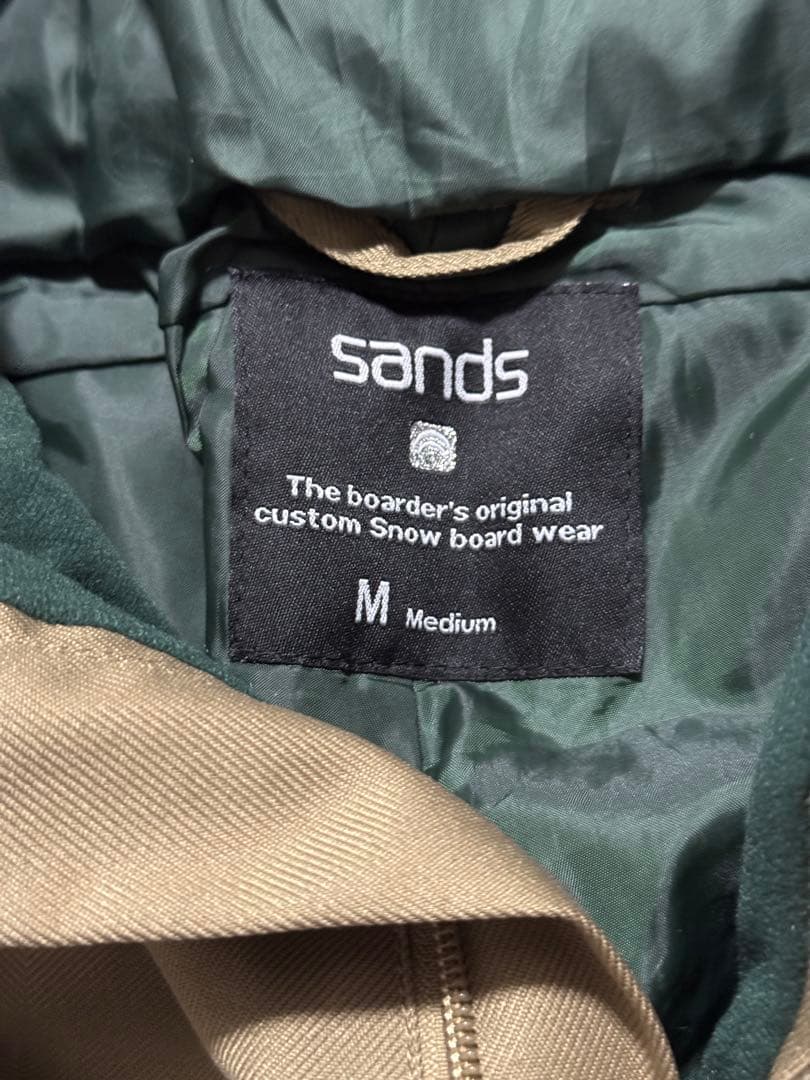 sands
The boarder's original
custom Snow board wear
M Medium